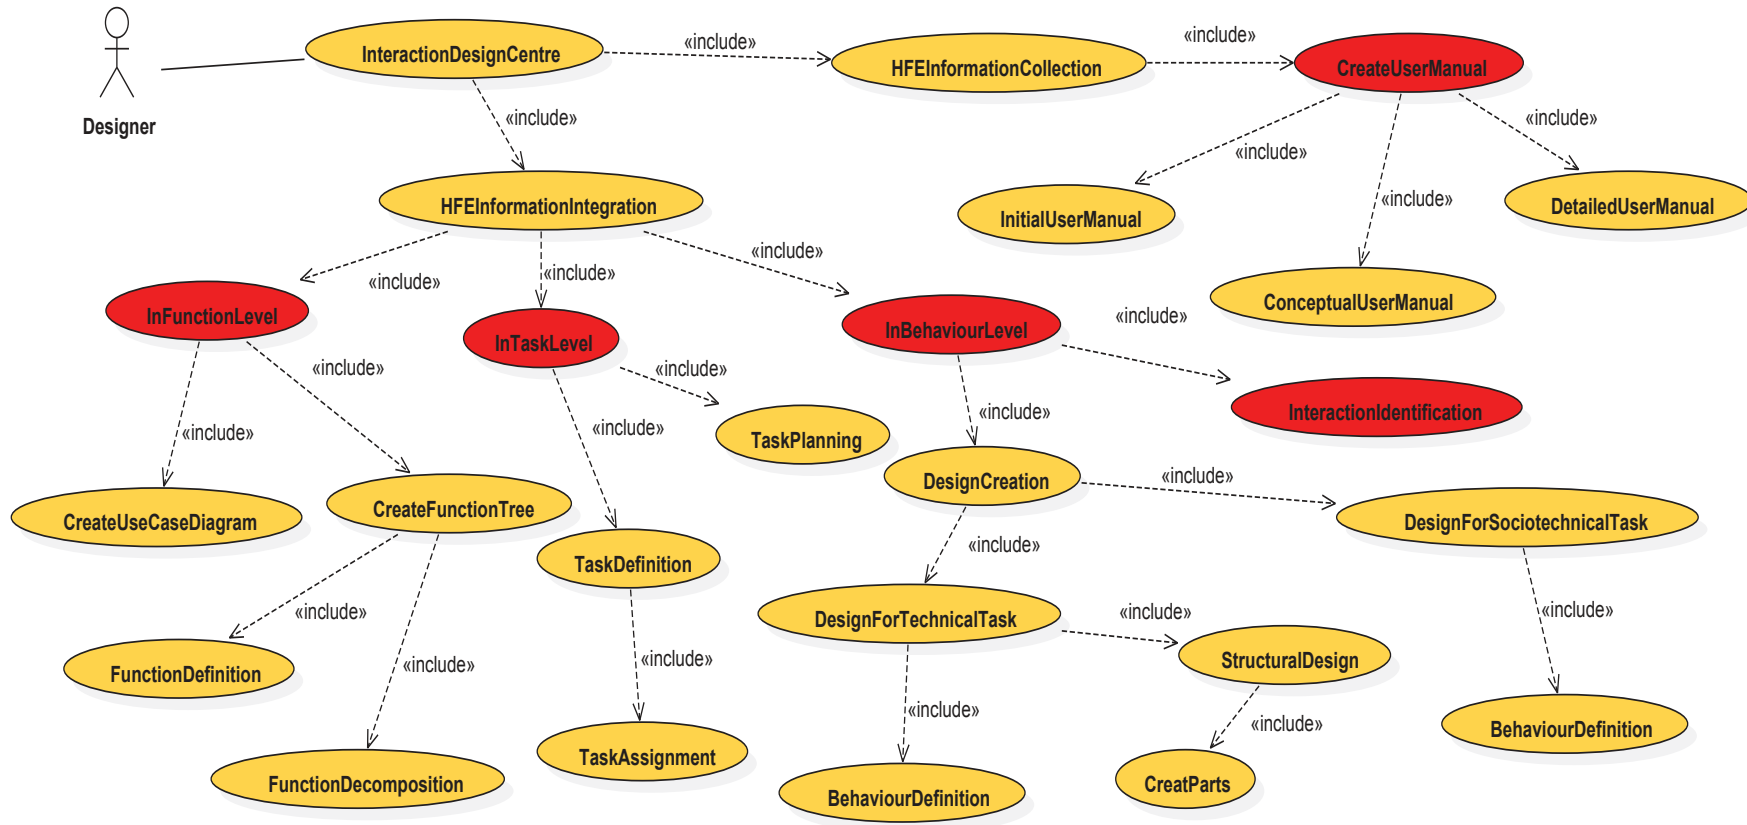 InteractionDesignCentre
«include»
HFEInformationCollection
«include»
CreateUserManual
Designer
«include»
«include»
«include»
HFEInformationIntegration
InitialUserManual
«include»
DetailedUserManual
«include»
«include»
«include»
ConceptualUserManual
InFunctionLevel
InTaskLevel
InBehaviourLevel
«include»
«include»
«include»
InteractionIdentification
«include»
«include»
«include»
TaskPlanning
DesignCreation
«include»
CreateUseCaseDiagram
CreateFunctionTree
DesignForSociotechnicalTask
«include»
TaskDefinition
«include»
DesignForTechnicalTask
«include»
«include»
FunctionDefinition
«include»
«include»
StructuralDesign
«include»
«include»
BehaviourDefinition
TaskAssignment
FunctionDecomposition
BehaviourDefinition
CreatParts